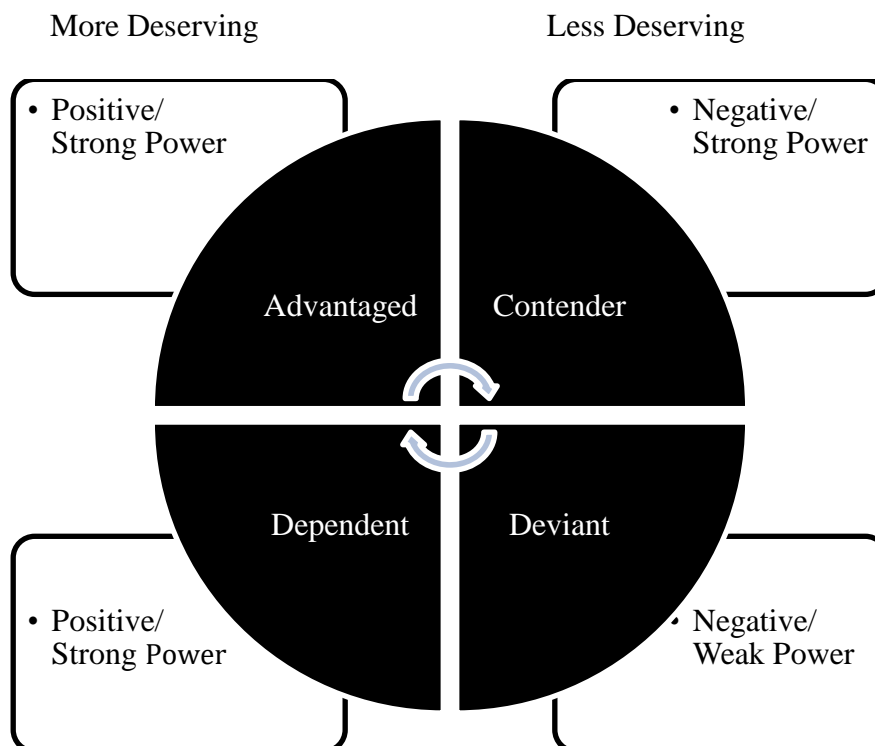 More Deserving
Less Deserving
• Positive/
Strong Power
• Negative/
Strong Power
Advantaged
Contender
Dependent
Deviant
• Positive/
Strong Power
• Negative/
Weak Power